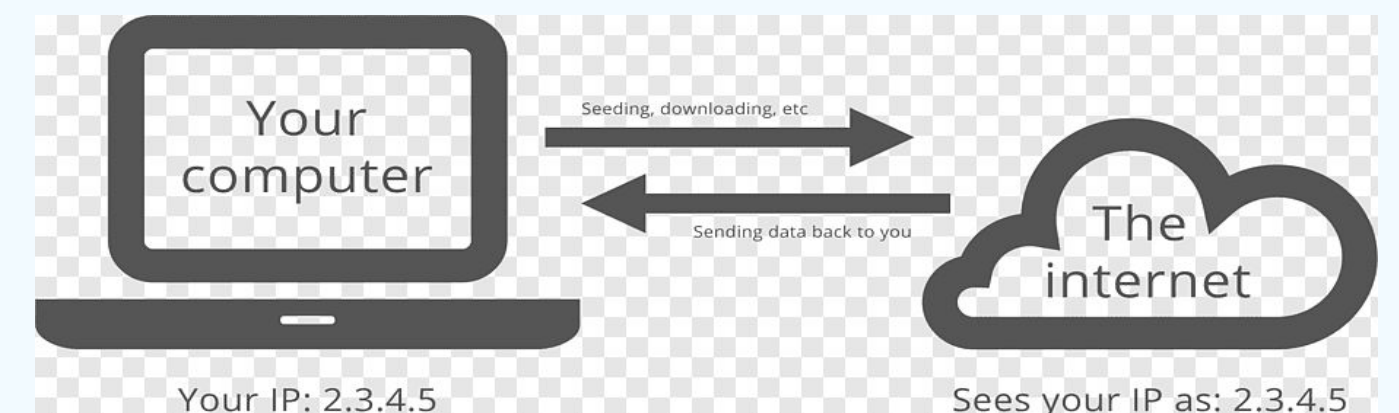 Your
computer
Seeding, downloading, etc
Sending data back to you
The
internet
Your IP: 2.3.4.5
Sees your IP as: 2.3.4.5